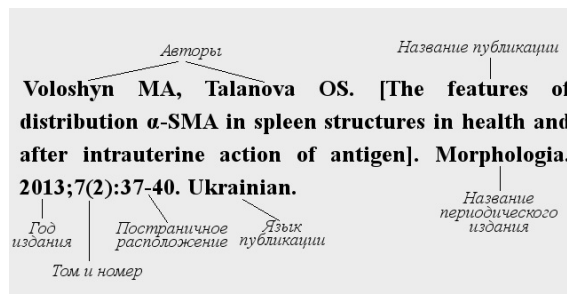 Авторы
Название публикации
Voloshyn MA, Talanova OS. [The features of
distribution α-SMA in spleen structures in health and
after intrauterine action of antigen]. Morphologia.
2013;7(2):37-40. Ukrainian.
Год
издания
Постраничное
расположение
Язык
публикации
Название
периодического
издания
Том и номер